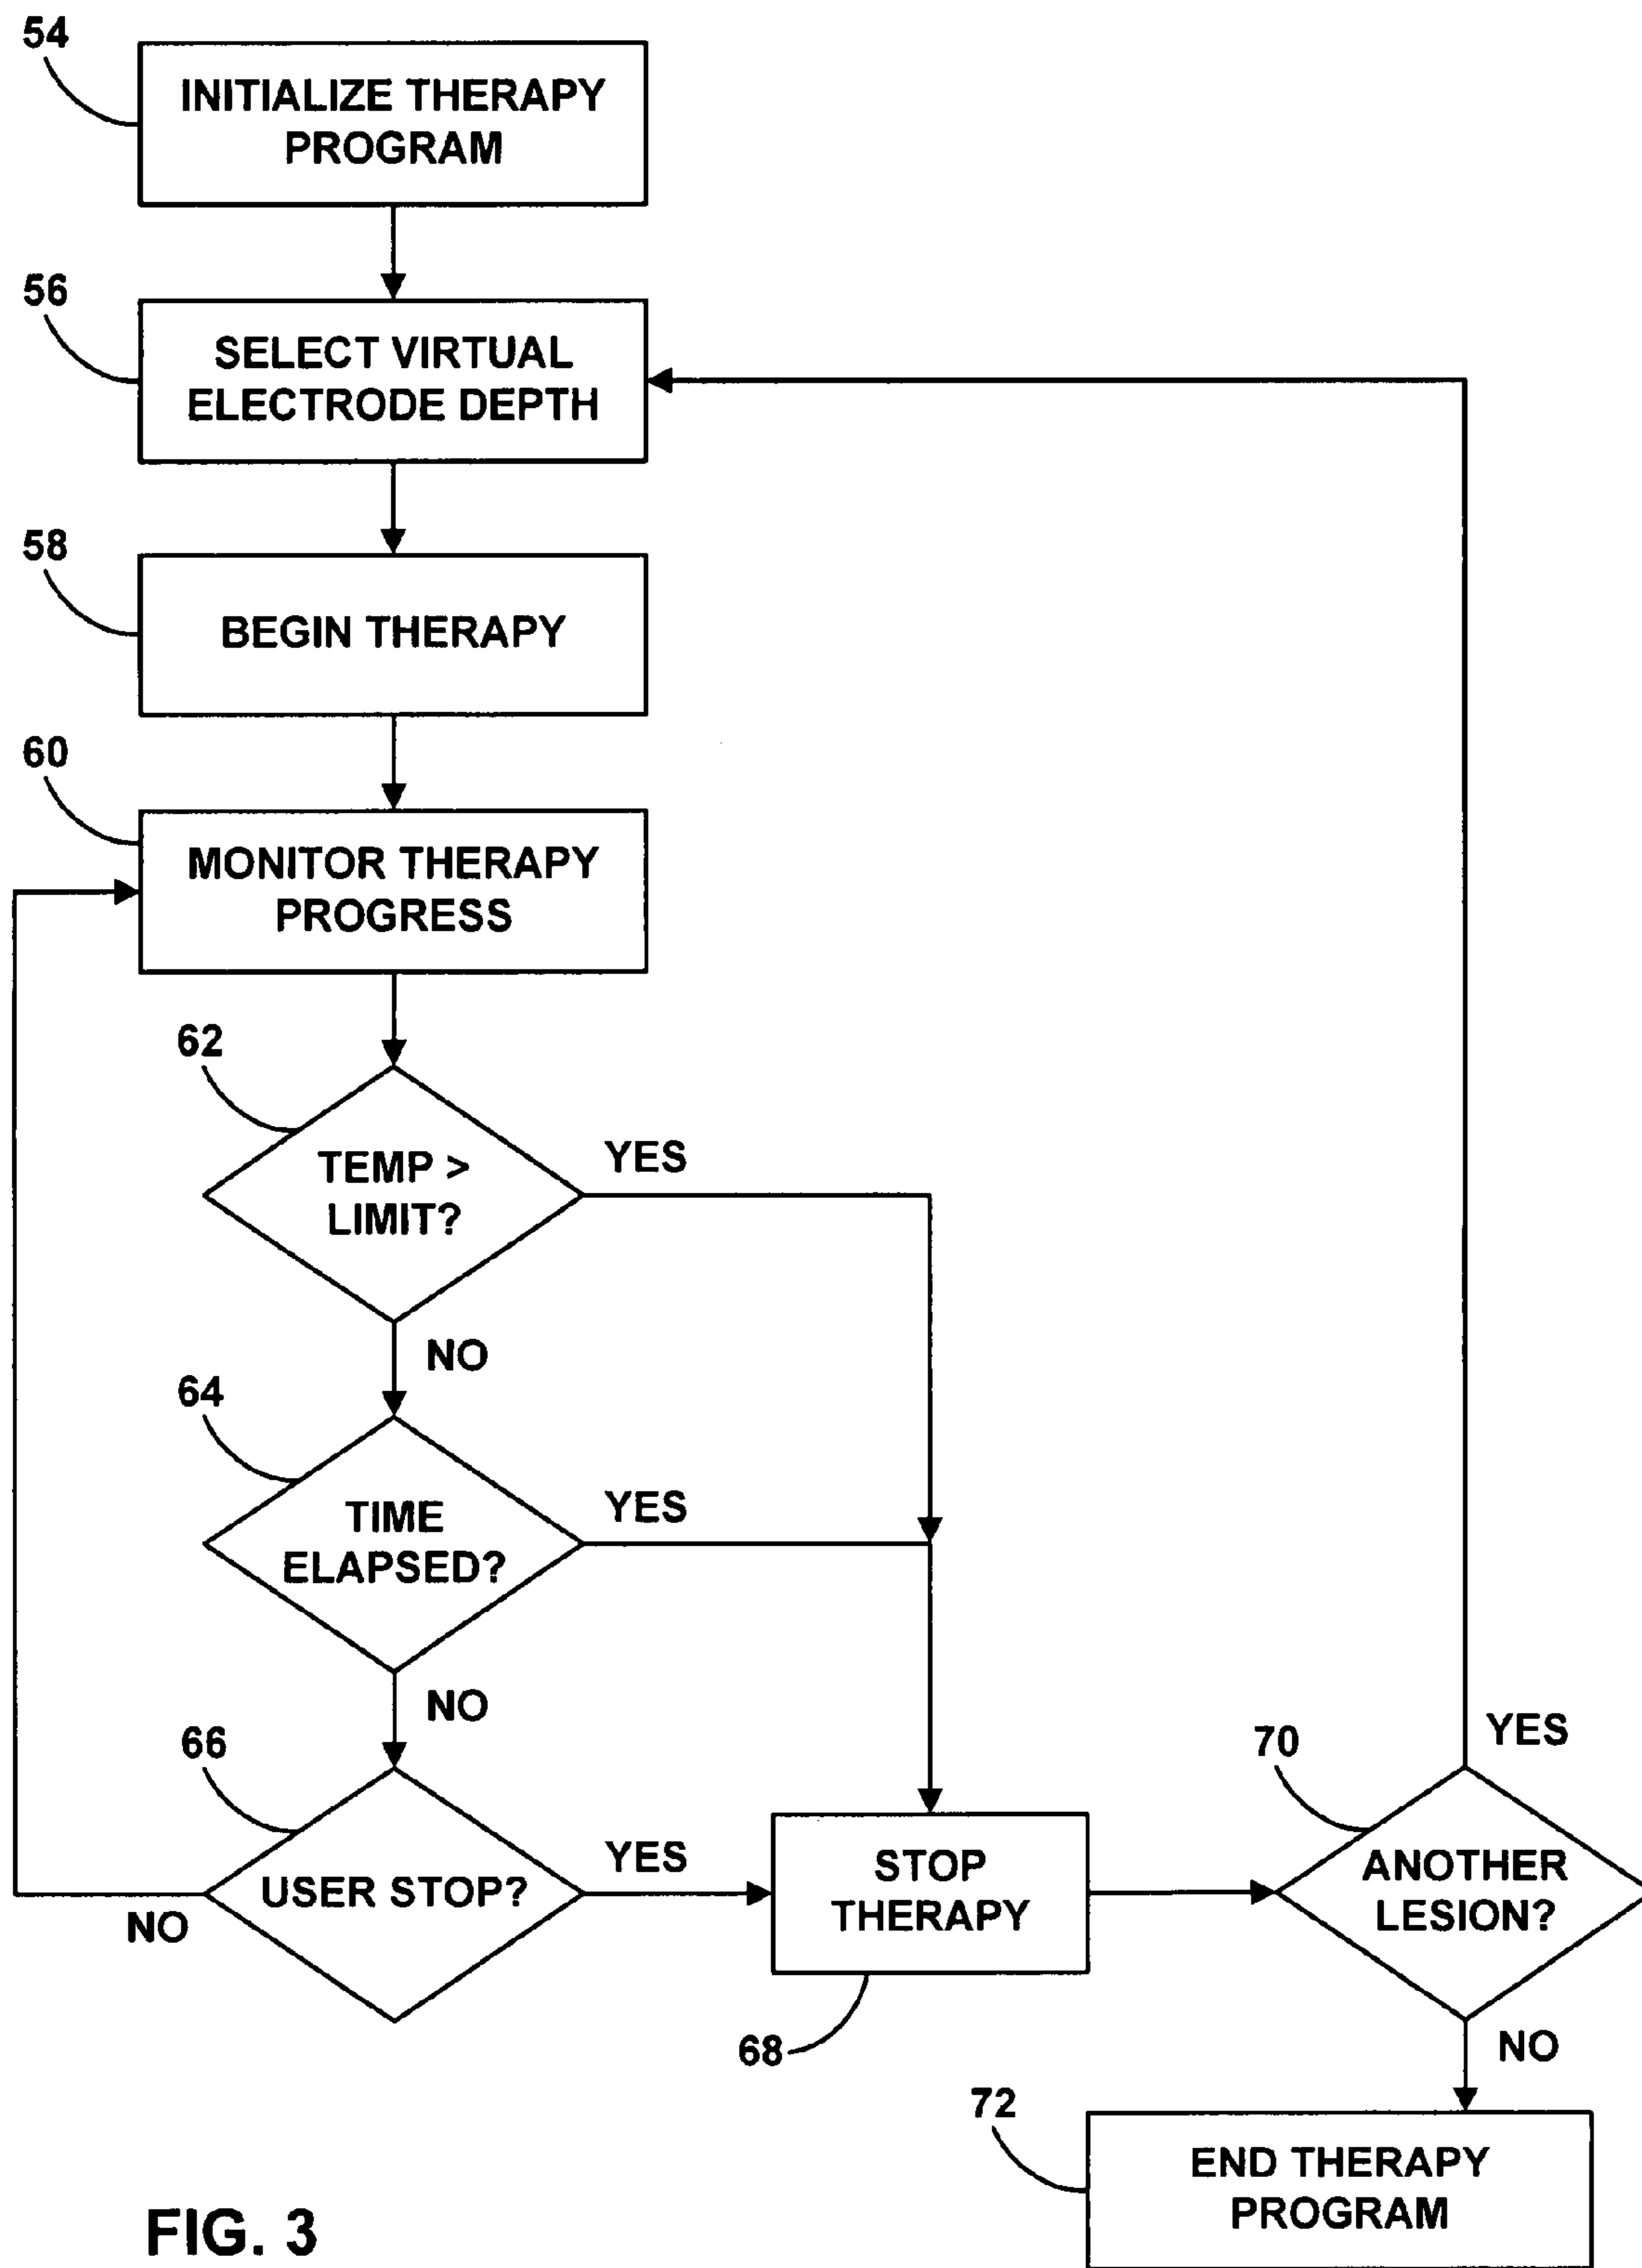 54
INITIALIZE THERAPY
PROGRAM
56
SELECT VIRTUAL
ELECTRODE DEPTH
58
BEGIN THERAPY
60
MONITOR THERAPY
PROGRESS
62
TEMP >
LIMIT?
YES
NO
64
TIME
ELAPSED?
YES
NO
66
USER STOP?
YES
NO
STOP
THERAPY
68
70
ANOTHER
LESION?
YES
NO
72
END THERAPY
PROGRAM
FIG. 3